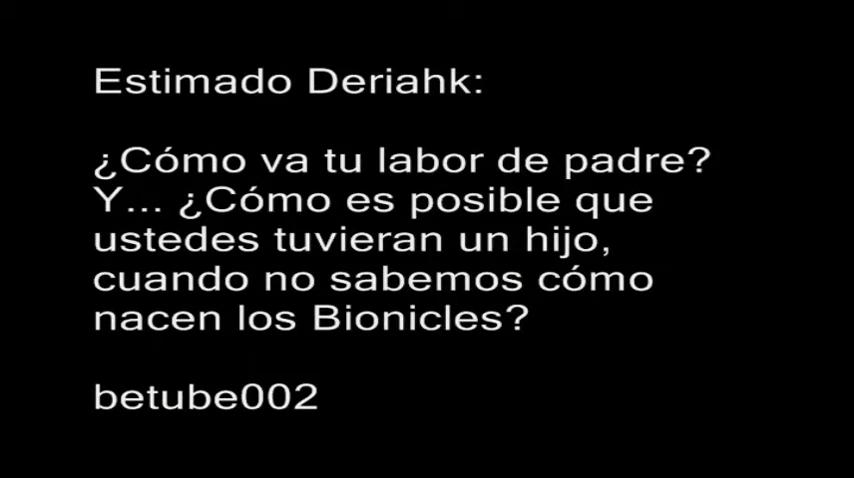 Estimado Deriahk:
¿Cómo va tu labor de padre?
Y... ¿Cómo es posible que
ustedes tuvieran un hijo,
cuando no sabemos cómo
nacen los Bionicles?
betube002